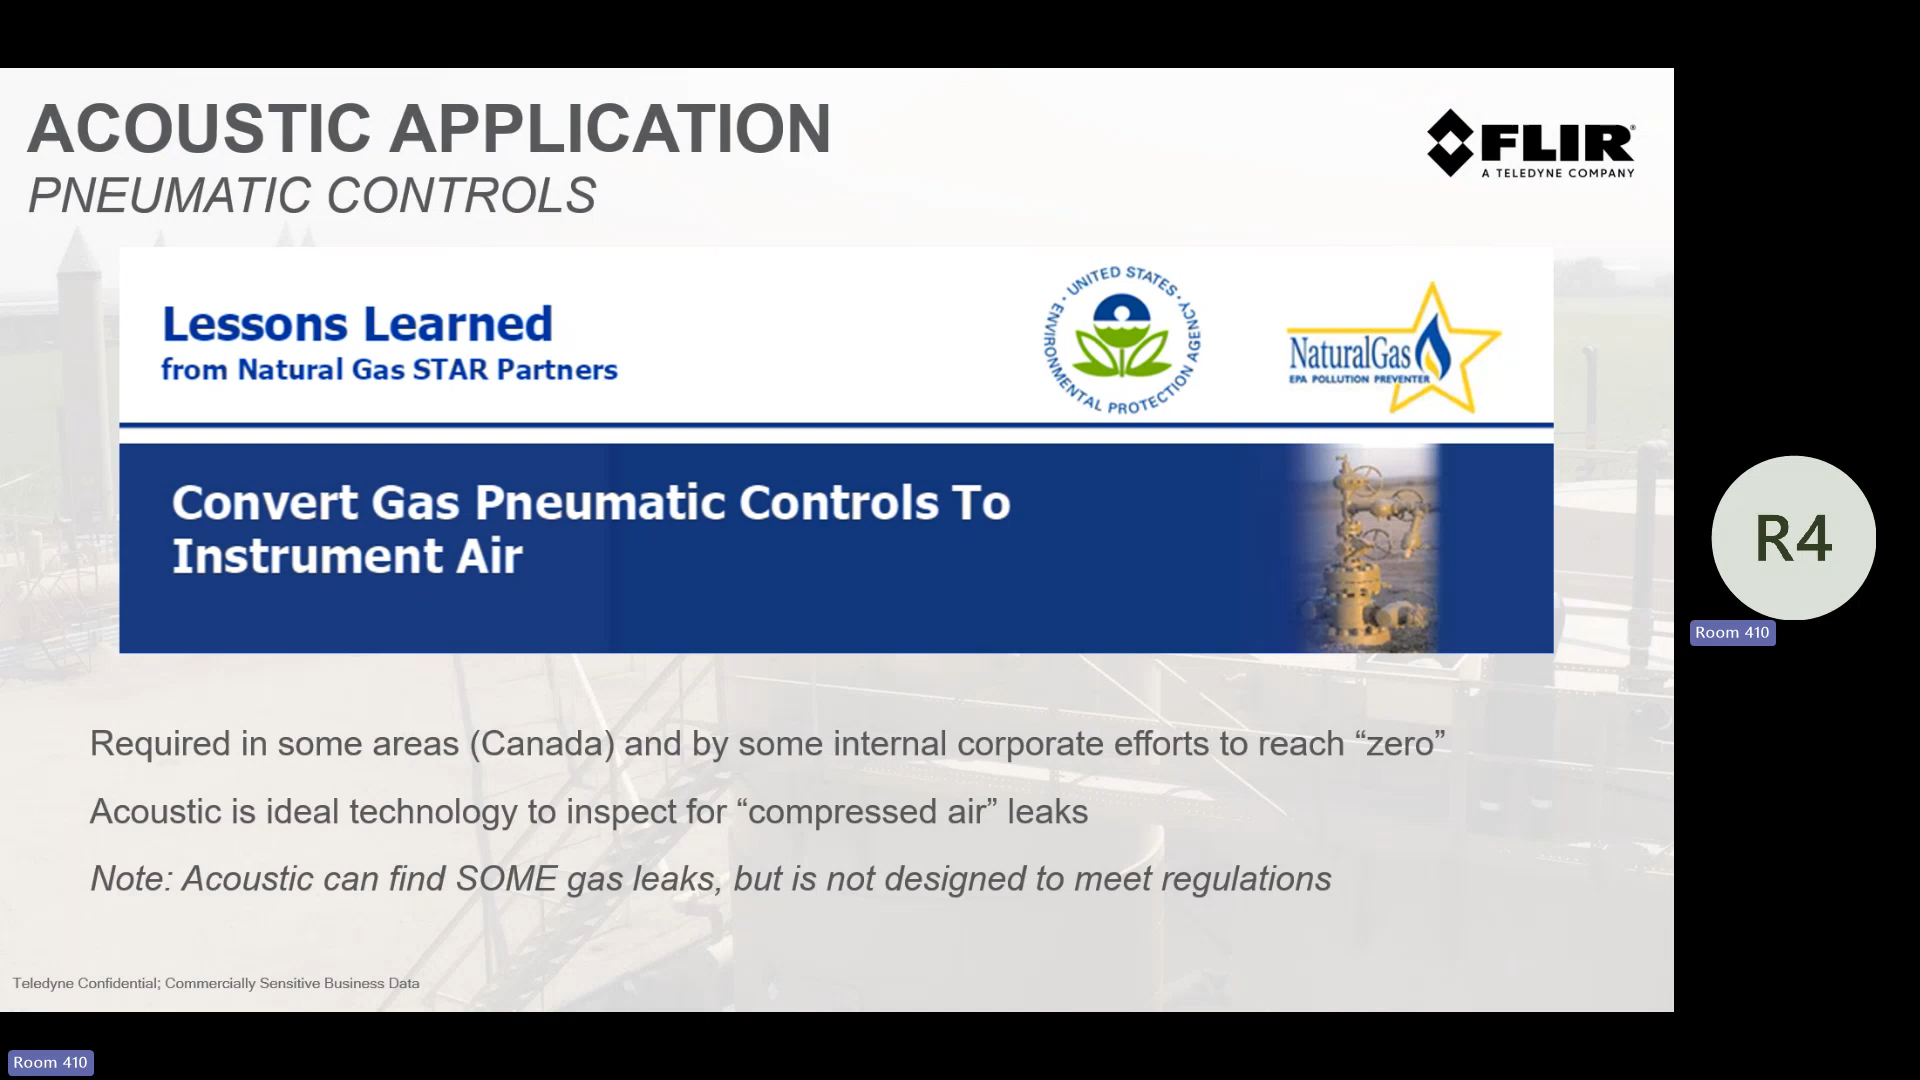 ACOUSTIC APPLICATION
PNEUMATIC CONTROLS
FLIR®
A TELEDYNE COMPANY
Lessons Learned
from Natural Gas STAR Partners
UNITED STATES
ENVIRONMENTAL PROTECTION AGENCY
NaturalGas
EPA POLLUTION PREVENTER
Convert Gas Pneumatic Controls To
Instrument Air
R4
Room 410
Required in some areas (Canada) and by some internal corporate efforts to reach “zero”
Acoustic is ideal technology to inspect for “compressed air” leaks
Note: Acoustic can find SOME gas leaks, but is not designed to meet regulations
Teledyne Confidential; Commercially Sensitive Business Data
Room 410